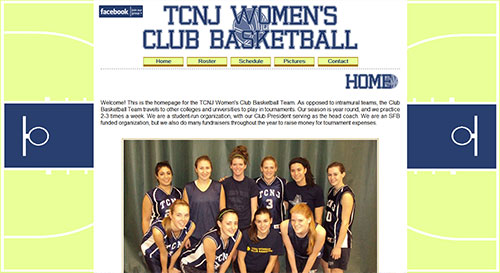 facebook
TCNJ WOMEN'S
CLUB BASKETBALL
Home Roster Schedule Pictures Contact
HOME
Welcome! This is the homepage for the TCNJ Women's Club Basketball Team. As opposed to intramural teams, the Club
Basketball Team travels to other colleges and universities to play in tournaments. Our season is year round, and we practice
2-3 times a week. We are a student-run organization, with our Club President serving as the head coach. We are an SFB
funded organization, but we also do many fundraisers throughout the year to raise money for tournament expenses.
TCNJ
3
TCNJ
TCNJ